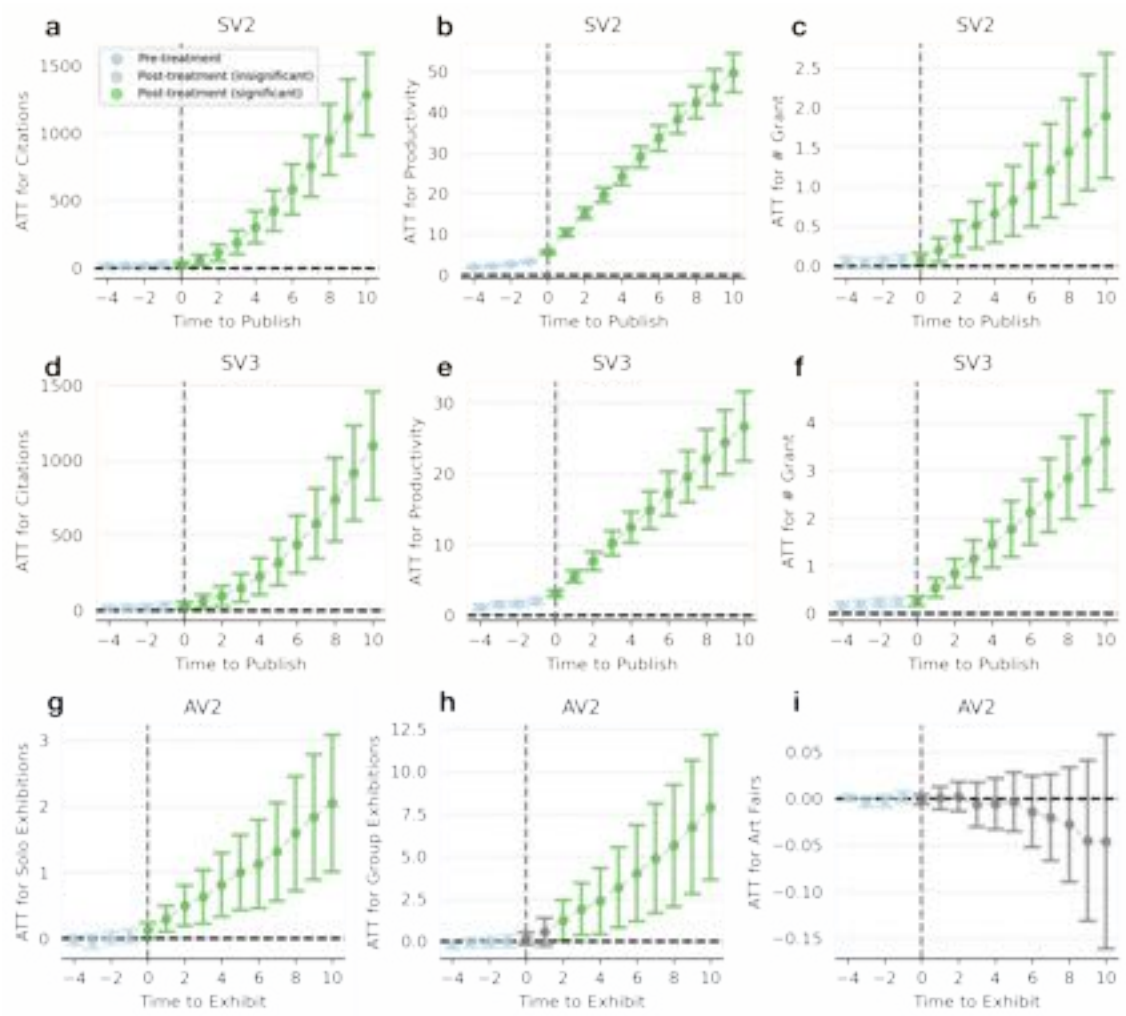 a
SV2
ATT for Citations
1500
1000
500
0
Pre-treatment
Post-treatment (insignificant)
Post-treatment (significant)
−4 −2 0 2 4 6 8 10
Time to Publish
b
SV2
ATT for Productivity
50
40
30
20
10
0
−4 −2 0 2 4 6 8 10
Time to Publish
c
SV2
ATT for # Grant
2.5
2.0
1.5
1.0
0.5
0.0
−4 −2 0 2 4 6 8 10
Time to Publish
d
SV3
ATT for Citations
1500
1000
500
0
−4 −2 0 2 4 6 8 10
Time to Publish
e
SV3
ATT for Productivity
30
20
10
0
−4 −2 0 2 4 6 8 10
Time to Publish
f
SV3
ATT for # Grant
4
3
2
1
0
−4 −2 0 2 4 6 8 10
Time to Publish
g
AV2
ATT for Solo Exhibitions
3
2
1
0
−4 −2 0 2 4 6 8 10
Time to Exhibit
h
AV2
ATT for Group Exhibitions
12.5
10.0
7.5
5.0
2.5
0.0
−4 −2 0 2 4 6 8 10
Time to Exhibit
i
AV2
ATT for Art Fairs
0.05
0.00
−0.05
−0.10
−0.15
−4 −2 0 2 4 6 8 10
Time to Exhibit